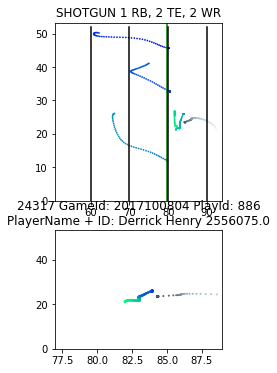 SHOTGUN 1 RB, 2 TE, 2 WR
50
40
30
20
10
0
60 70 80 90
24317 GameId: 2017100804 PlayId: 886
PlayerName + ID: Derrick Henry 2556075.0
40
20
0
77.5 80.0 82.5 85.0 87.5